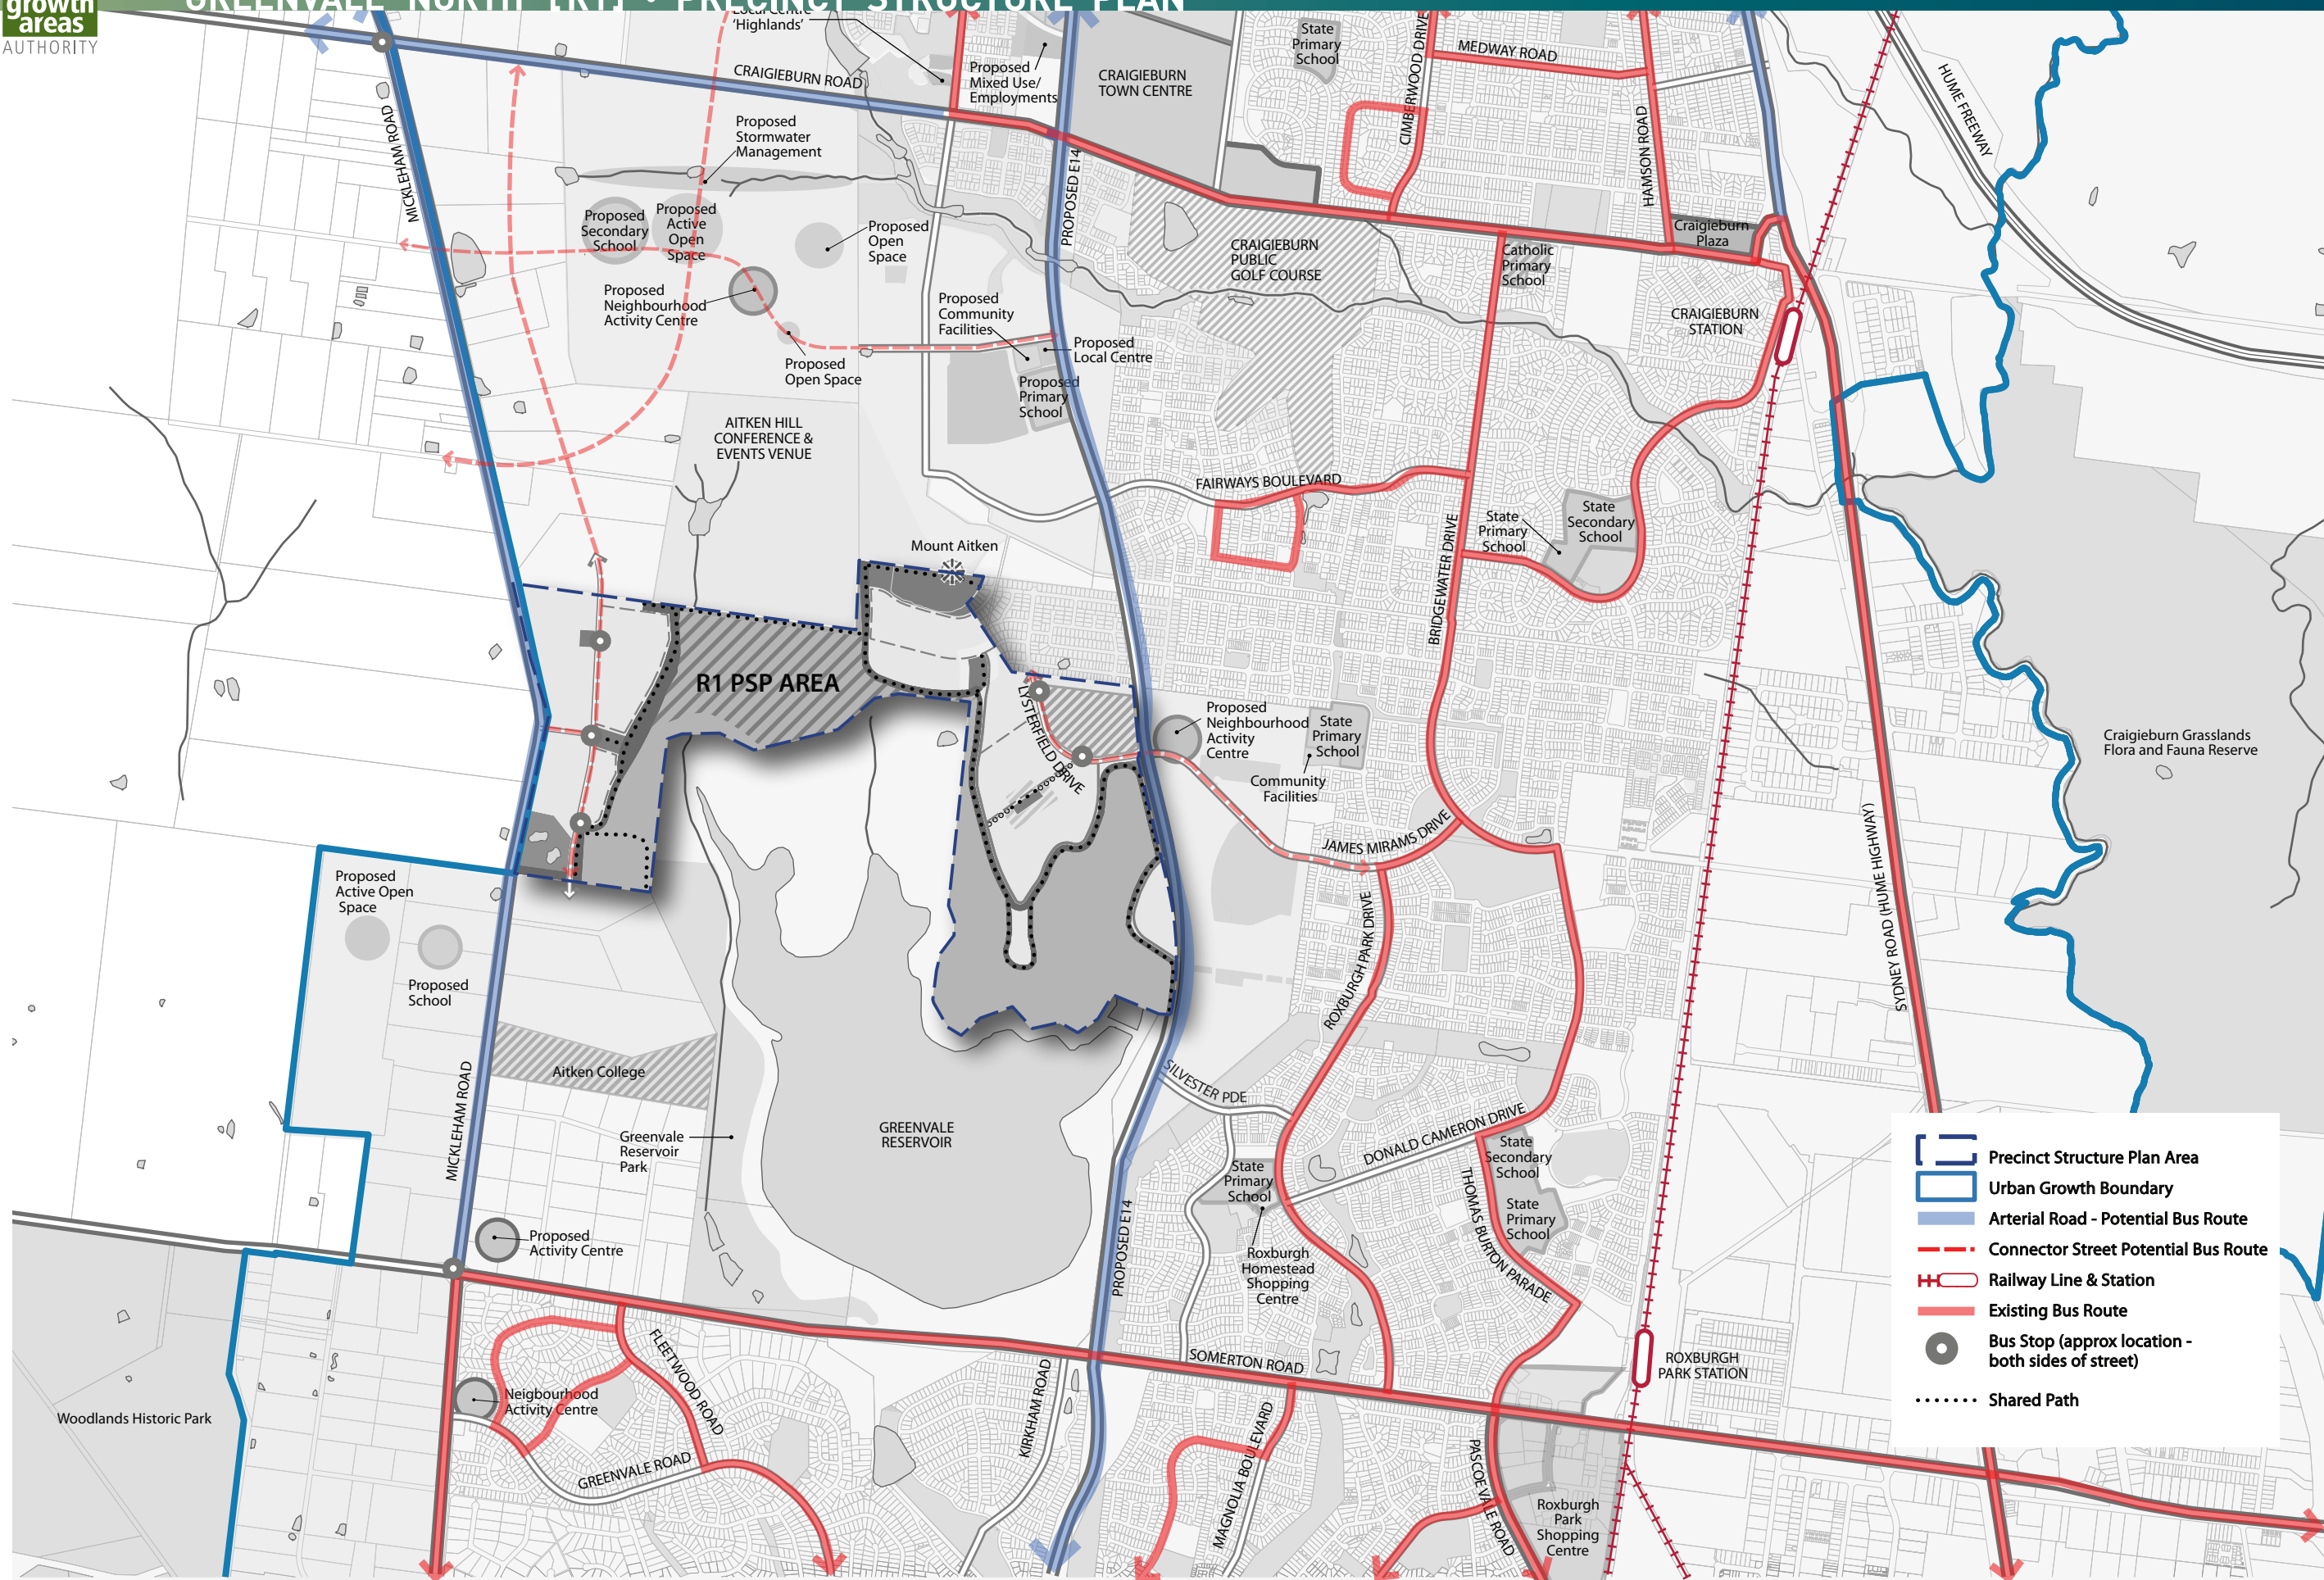 growth
areas
AUTHORITY
GREENVALE NORTH [R1] • PRECINCT STRUCTURE PLAN
Local Centre
'Highlands'
Proposed
Mixed Use/
Employments
CRAIGIEBURN
TOWN CENTRE
State
Primary
School
CIMBERWOOD DRIVE
MEDWAY ROAD
HAMSON ROAD
HUME FREEWAY
CRAIGIEBURN ROAD
MICKLEHAM ROAD
Proposed
Stormwater
Management
PROPOSED E14
Proposed
Secondary
School
Proposed
Active
Open
Space
Proposed
Open
Space
CRAIGIEBURN
PUBLIC
GOLF COURSE
Catholic
Primary
School
Craigieburn
Plaza
Proposed
Neighbourhood
Activity Centre
Proposed
Community
Facilities
CRAIGIEBURN
STATION
Proposed
Local Centre
Proposed
Open Space
Proposed
Primary
School
AITKEN HILL
CONFERENCE &
EVENTS VENUE
FAIRWAYS BOULEVARD
State
Primary
School
State
Secondary
School
BRIDGEWATER DRIVE
Mount Aitken
R1 PSP AREA
LYSTERFIELD DRIVE
Proposed
Neighbourhood
Activity
Centre
State
Primary
School
Community
Facilities
Craigieburn Grasslands
Flora and Fauna Reserve
JAMES MIRAMS DRIVE
SYDNEY ROAD (HUME HIGHWAY)
Proposed
Active Open
Space
Proposed
School
ROXBURGH PARK DRIVE
Aitken College
MICKLEHAM ROAD
SILVESTER PDE
Greenvale
Reservoir
Park
GREENVALE
RESERVOIR
DONALD CAMERON DRIVE
State
Secondary
School
State
Primary
School
State
Primary
School
THOMAS BURTON PARADE
Roxburgh
Homestead
Shopping
Centre
PROPOSED E14
Proposed
Activity Centre
SOMERTON ROAD
ROXBURGH
PARK STATION
FLEETWOOD ROAD
Neigbourhood
Activity Centre
Woodlands Historic Park
GREENVALE ROAD
KIRKHAM ROAD
MAGNOLIA BOULEVARD
PASCOE VALE ROAD
Roxburgh
Park
Shopping
Centre
Precinct Structure Plan Area
Urban Growth Boundary
Arterial Road - Potential Bus Route
Connector Street Potential Bus Route
Railway Line & Station
Existing Bus Route
Bus Stop (approx location -
both sides of street)
Shared Path